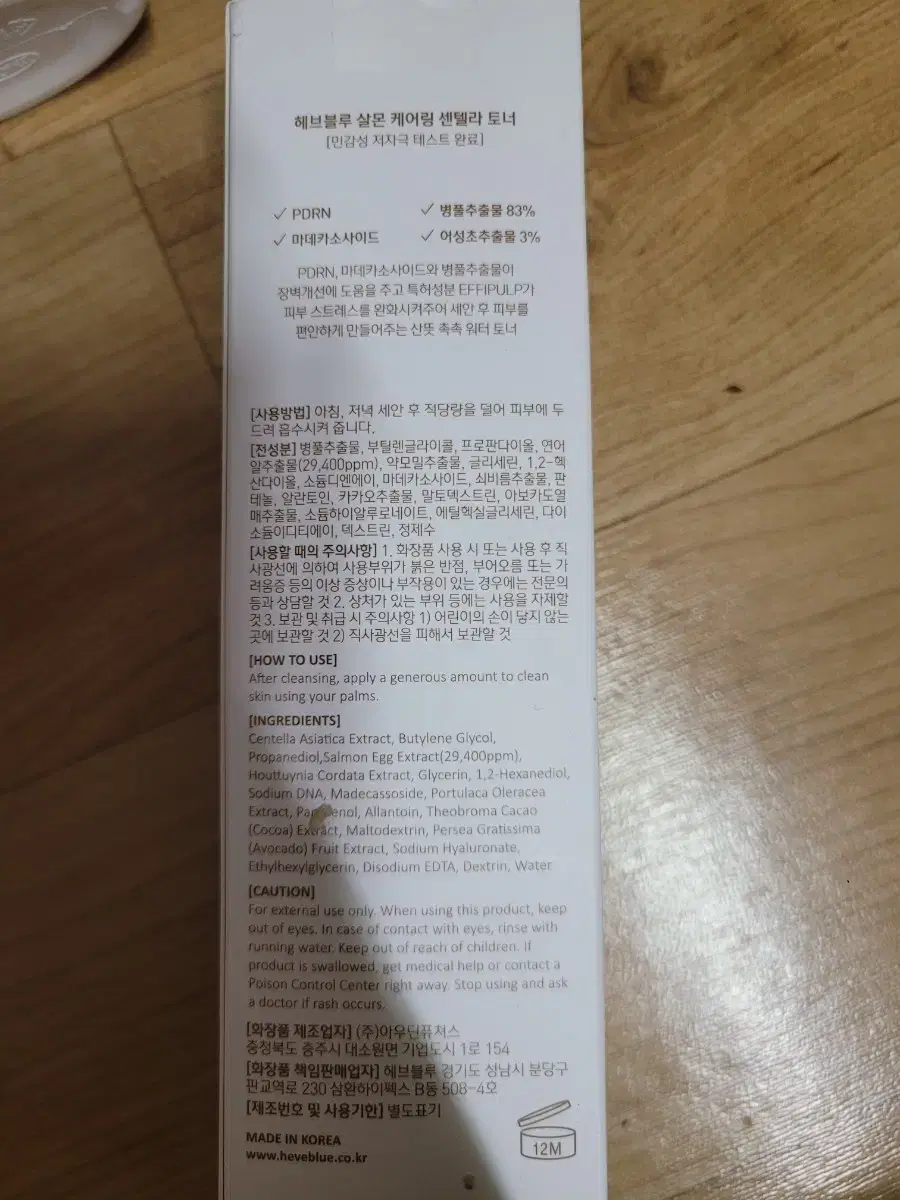 헤브블루 살몬 케어링 센텔라 토너
[민감성 저자극 테스트 완료]
✓ PDRN ✓ 병풀추출물 83%
✓ 마데카소사이드 ✓ 어성초추출물 3%
PDRN, 마데카소사이드와 병풀추출물이
장벽개선에 도움을 주고 특허성분 EFFIPULP가
피부 스트레스를 완화시켜주어 세안 후 피부를
편안하게 만들어주는 산뜻 촉촉 워터 토너
[사용방법] 아침, 저녁 세안 후 적당량을 덜어 피부에 두
드려 흡수시켜 줍니다.
[전성분] 병풀추출물, 부틸렌글라이콜, 프로판다이올, 연어
알추출물(29,400ppm), 약모밀추출물, 글리세린, 1,2-헥
산다이올, 소듐디엔에이, 마데카소사이드, 쇠비름추출물, 판
테놀, 알란토인, 카카오추출물, 말토덱스트린, 아보카도열
매추출물, 소듐하이알루로네이트, 에틸헥실글리세린, 다이
소듐이디티에이, 덱스트린, 정제수
[사용할 때의 주의사항] 1. 화장품 사용 시 또는 사용 후 직
사광선에 의하여 사용부위가 붉은 반점, 부어오름 또는 가
려움증 등의 이상 증상이나 부작용이 있는 경우에는 전문의
등과 상담할 것 2. 상처가 있는 부위 등에는 사용을 자제할
것 3. 보관 및 취급 시 주의사항 1) 어린이의 손이 닿지 않는
곳에 보관할 것 2) 직사광선을 피해서 보관할 것
[HOW TO USE]
After cleansing, apply a generous amount to clean
skin using your palms.
[INGREDIENTS]
Centella Asiatica Extract, Butylene Glycol,
Propanediol,Salmon Egg Extract(29,400ppm),
Houttuynia Cordata Extract, Glycerin, 1,2-Hexanediol,
Sodium DNA, Madecassoside, Portulaca Oleracea
Extract, Panthenol, Allantoin, Theobroma Cacao
(Cocoa) Extract, Maltodextrin, Persea Gratissima
(Avocado) Fruit Extract, Sodium Hyaluronate,
Ethylhexylglycerin, Disodium EDTA, Dextrin, Water
[CAUTION]
For external use only. When using this product, keep
out of eyes. In case of contact with eyes, rinse with
running water. Keep out of reach of children. If
product is swallowed, get medical help or contact a
Poison Control Center right away. Stop using and ask
a doctor if rash occurs.
[화장품 제조업자] (주)아우딘퓨쳐스
충청북도 충주시 대소원면 기업도시 1로 154
[화장품 책임판매업자] 헤브블루 경기도 성남시 분당구
판교역로 230 삼환하이펙스 B동 508-4호
[제조번호 및 사용기한] 별도표기
MADE IN KOREA
www.heveblue.co.kr
12M